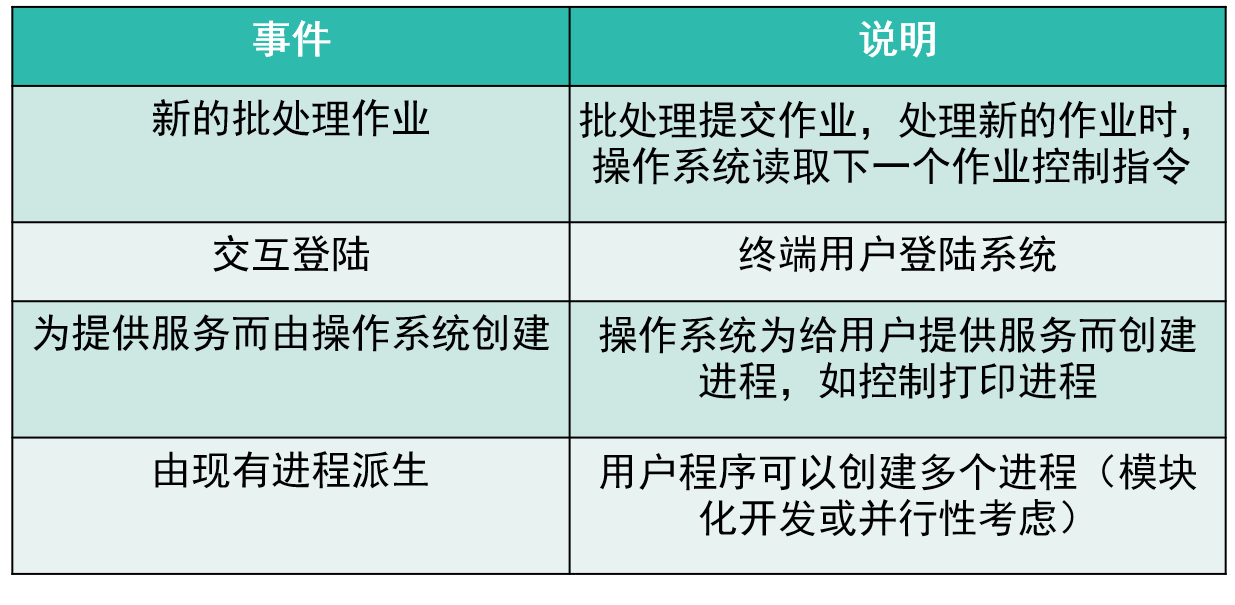 事件
说明
新的批处理作业
批处理提交作业，处理新的作业时，
操作系统读取下一个作业控制指令
交互登陆
终端用户登陆系统
为提供服务而由操作系统创建
操作系统为给用户提供服务而创建
进程，如控制打印进程
由现有进程派生
用户程序可以创建多个进程（模块
化开发或并行性考虑）